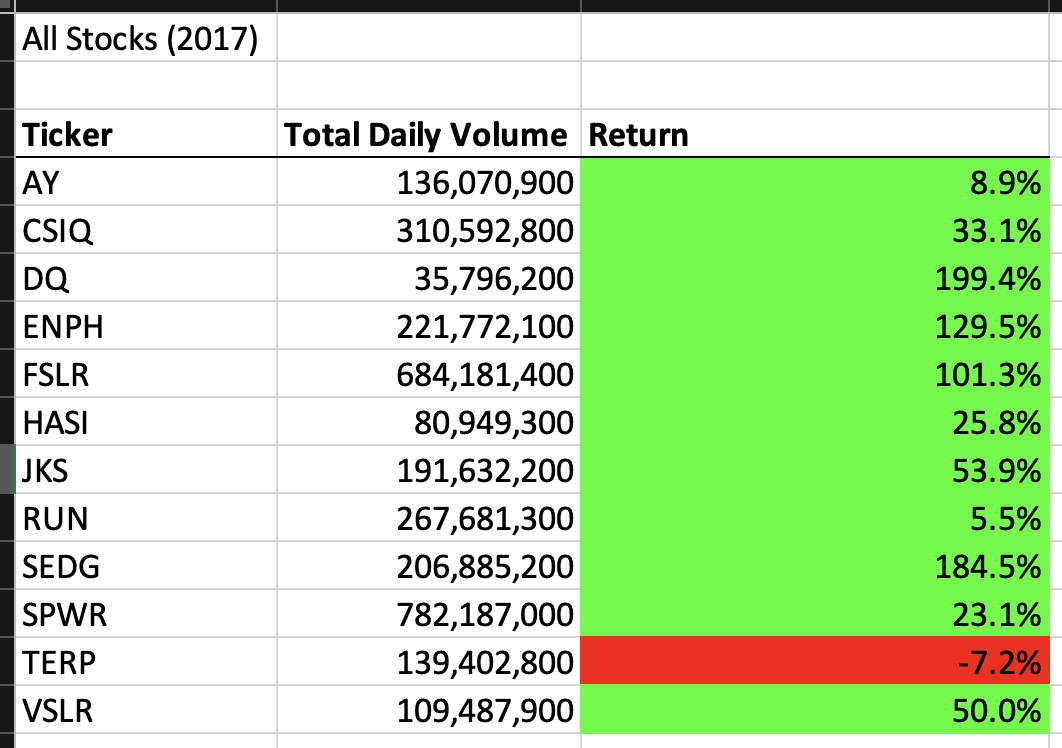 All Stocks (2017)
Ticker Total Daily Volume Return
AY 136,070,900 8.9%
CSIQ 310,592,800 33.1%
DQ 35,796,200 199.4%
ENPH 221,772,100 129.5%
FSLR 684,181,400 101.3%
HASI 80,949,300 25.8%
JKS 191,632,200 53.9%
RUN 267,681,300 5.5%
SEDG 206,885,200 184.5%
SPWR 782,187,000 23.1%
TERP 139,402,800 -7.2%
VSLR 109,487,900 50.0%